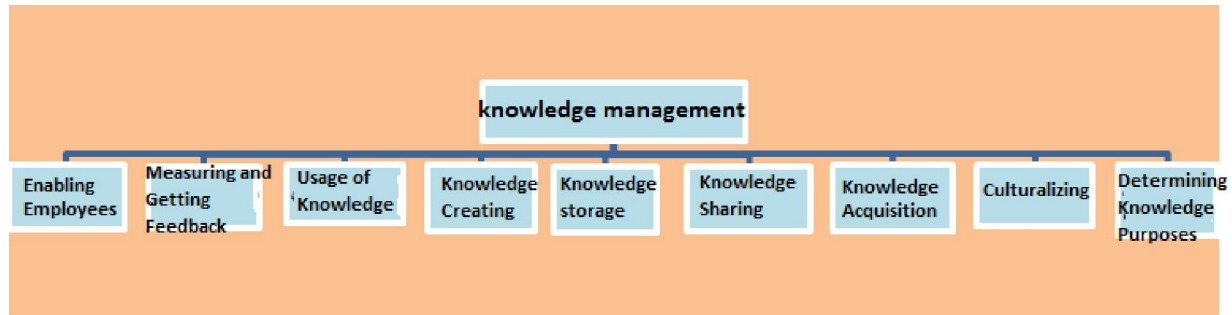 knowledge management
Enabling
Employees
Measuring and
Getting
Feedback
Usage of
Knowledge
Knowledge
Creating
Knowledge
storage
Knowledge
Sharing
Knowledge
Acquisition
Culturalizing
Determining
Knowledge
Purposes